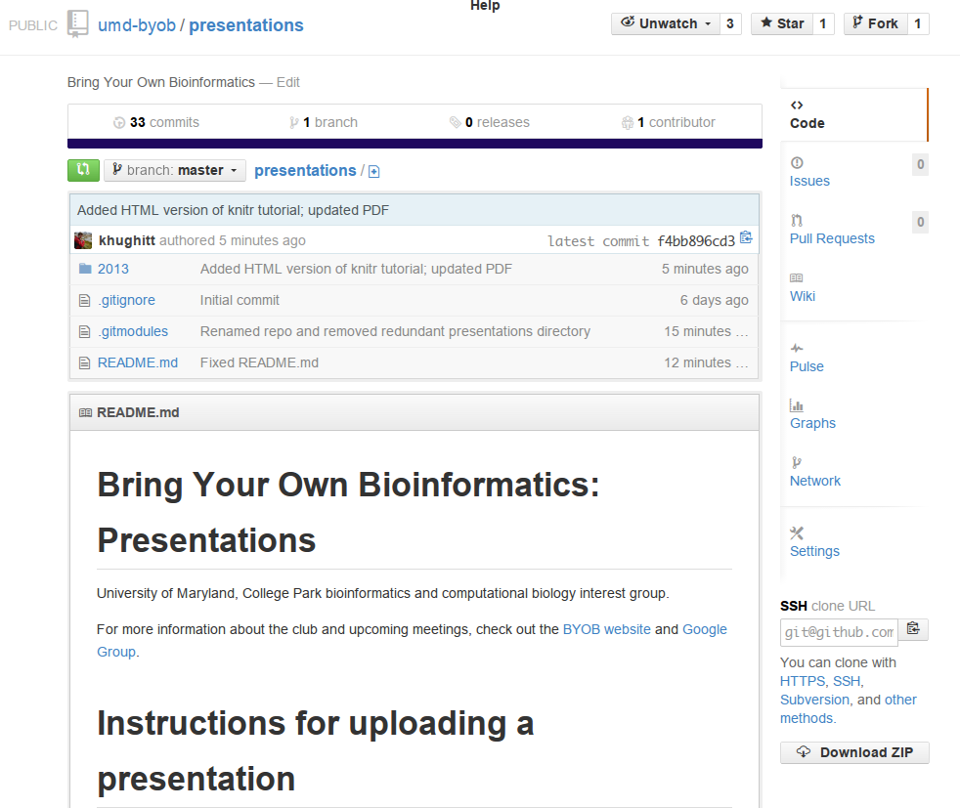 Help
PUBLIC umd-byob / presentations Unwatch 3 Star 1 Fork 1
Bring Your Own Bioinformatics — Edit
33 commits 1 branch 0 releases 1 contributor
branch: master presentations /
Added HTML version of knitr tutorial; updated PDF
khughitt authored 5 minutes ago latest commit f4bb896cd3
2013 Added HTML version of knitr tutorial; updated PDF 5 minutes ago
.gitignore Initial commit 6 days ago
.gitmodules Renamed repo and removed redundant presentations directory 15 minutes …
README.md Fixed README.md 12 minutes …
README.md
Bring Your Own Bioinformatics:
Presentations
University of Maryland, College Park bioinformatics and computational biology interest group.
For more information about the club and upcoming meetings, check out the BYOB website and Google
Group.
Instructions for uploading a
presentation
Code
Issues 0
Pull Requests 0
Wiki
Pulse
Graphs
Network
Settings
SSH clone URL
git@github.com
You can clone with
HTTPS, SSH,
Subversion, and other
methods.
Download ZIP